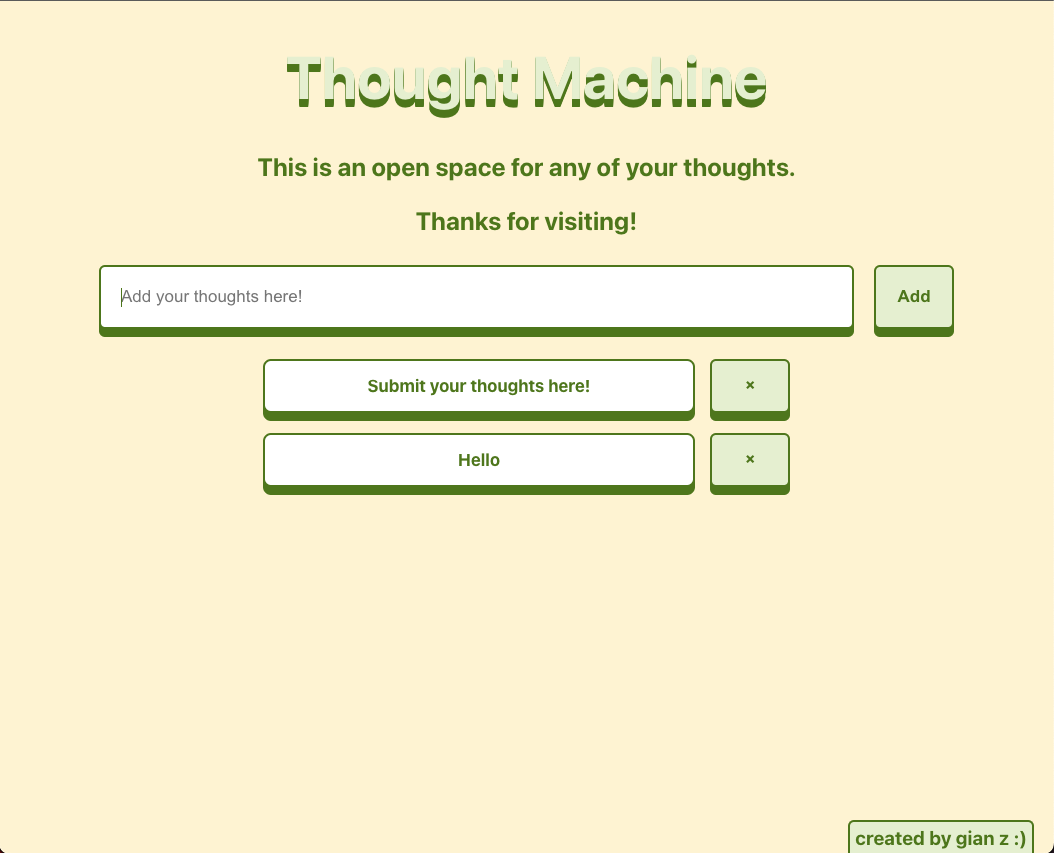 Thought Machine
This is an open space for any of your thoughts.
Thanks for visiting!
Add your thoughts here!
Add
Submit your thoughts here!
×
Hello
×
created by gian z :)